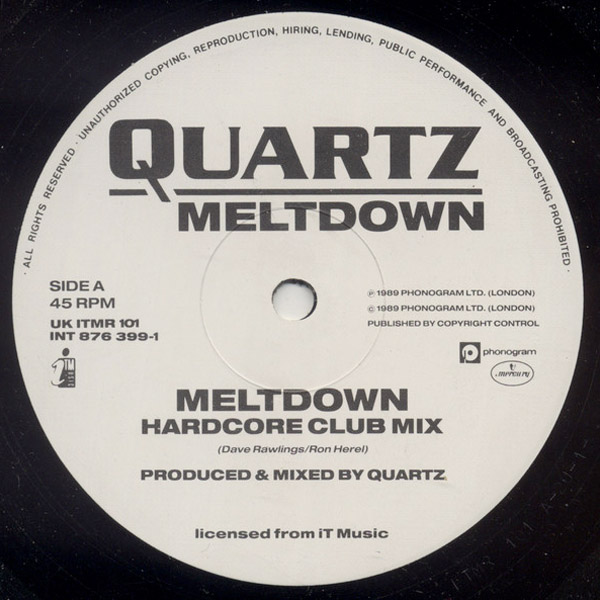 · ALL RIGHTS RESERVED · UNAUTHORIZED COPYING, REPRODUCTION, HIRING, LENDING, PUBLIC PERFORMANCE AND BROADCASTING PROHIBITED ·
QUARTZ
MELTDOWN
SIDE A
45 RPM
UK ITMR 101
INT 876 399-1
℗ 1989 PHONOGRAM LTD. (LONDON)
© 1989 PHONOGRAM LTD. (LONDON)
PUBLISHED BY COPYRIGHT CONTROL
phonogram
mercury
MELTDOWN
HARDCORE CLUB MIX
(Dave Rawlings/Ron Herel)
PRODUCED & MIXED BY QUARTZ
licensed from iT Music